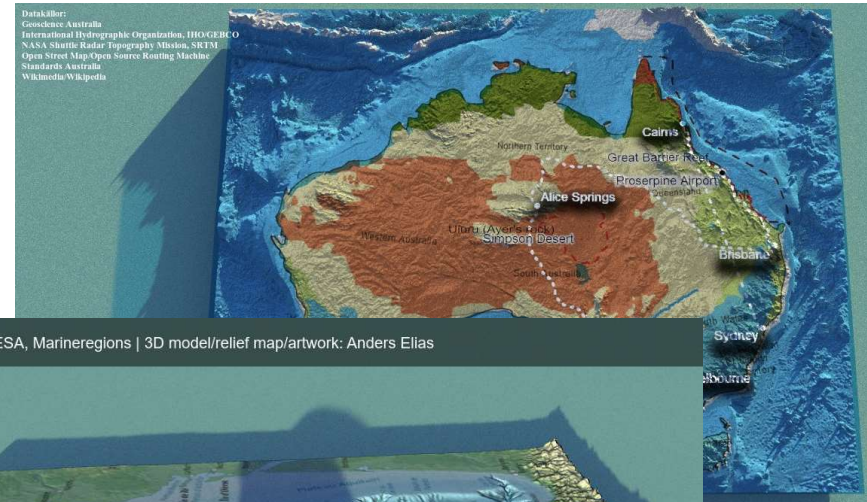 Datakällor:
Geoscience Australia
International Hydrographic Organization, IHO/GEBCO
NASA Shuttle Radar Topography Mission, SRTM
Open Street Map/Open Source Routing Machine
Standards Australia
Wikimedia/Wikipedia
Cairns
Northern Territory
Great Barrier Reef
Proserpine Airport
Queensland
Alice Springs
Uluru (Ayer's rock)
Western Australia
Simpson Desert
Brisbane
South Australia
Sydney
ESA, Marineregions | 3D model/relief map/artwork: Anders Elias
elbourne